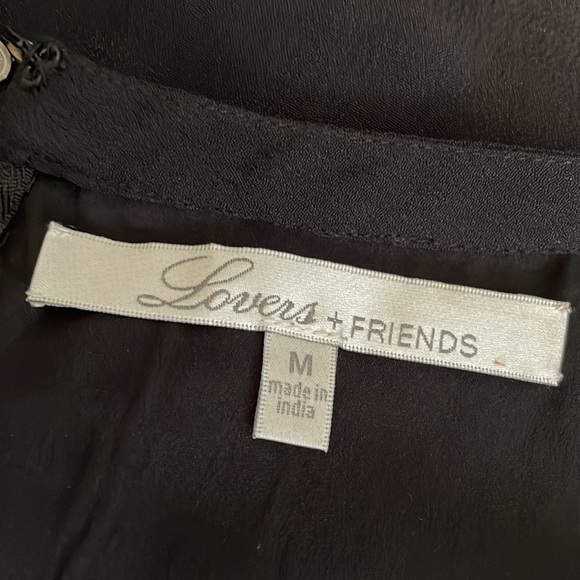 Lovers + FRIENDS
M
made in
india